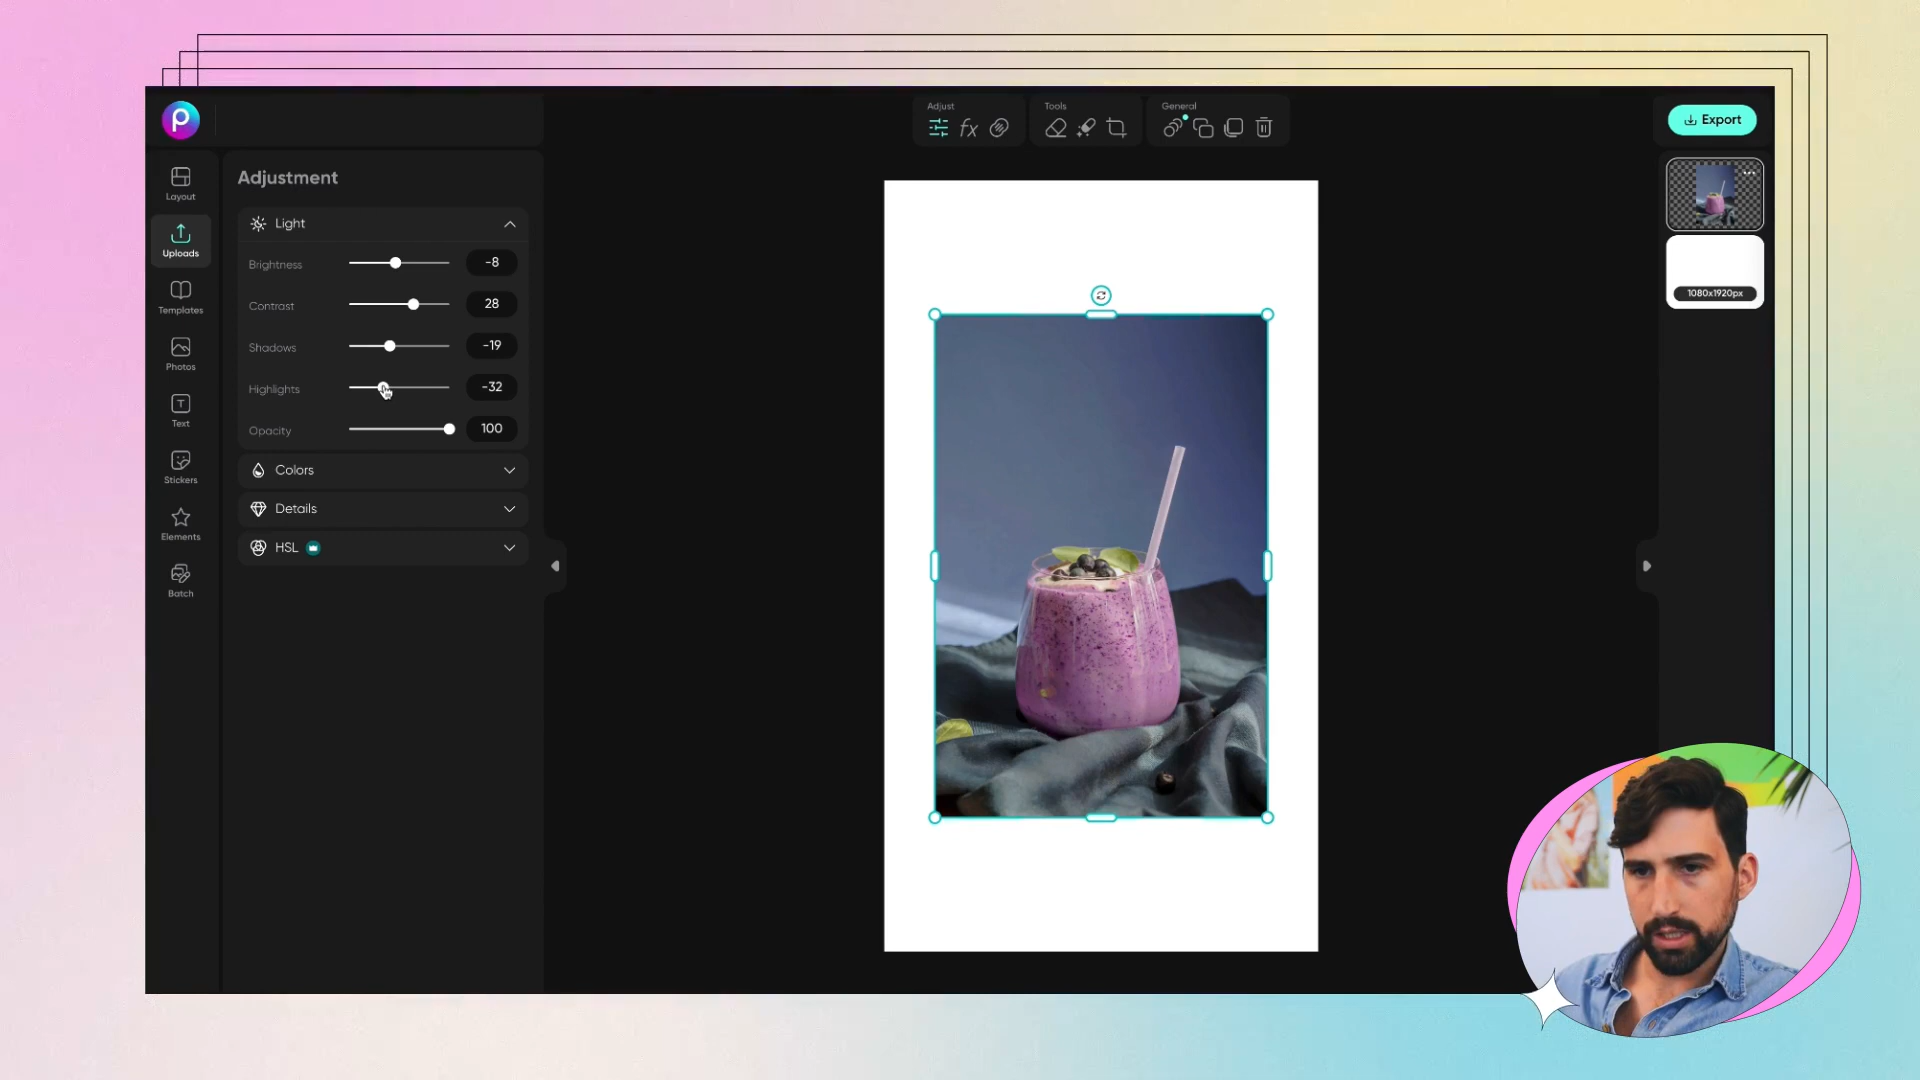 Adjust
Tools
General
fx
Export
Layout
Uploads
Templates
Photos
Text
Stickers
Elements
Batch
Adjustment
Light
Brightness -8
Contrast 28
Shadows -19
Highlights -32
Opacity 100
Colors
Details
HSL
1080x1920px